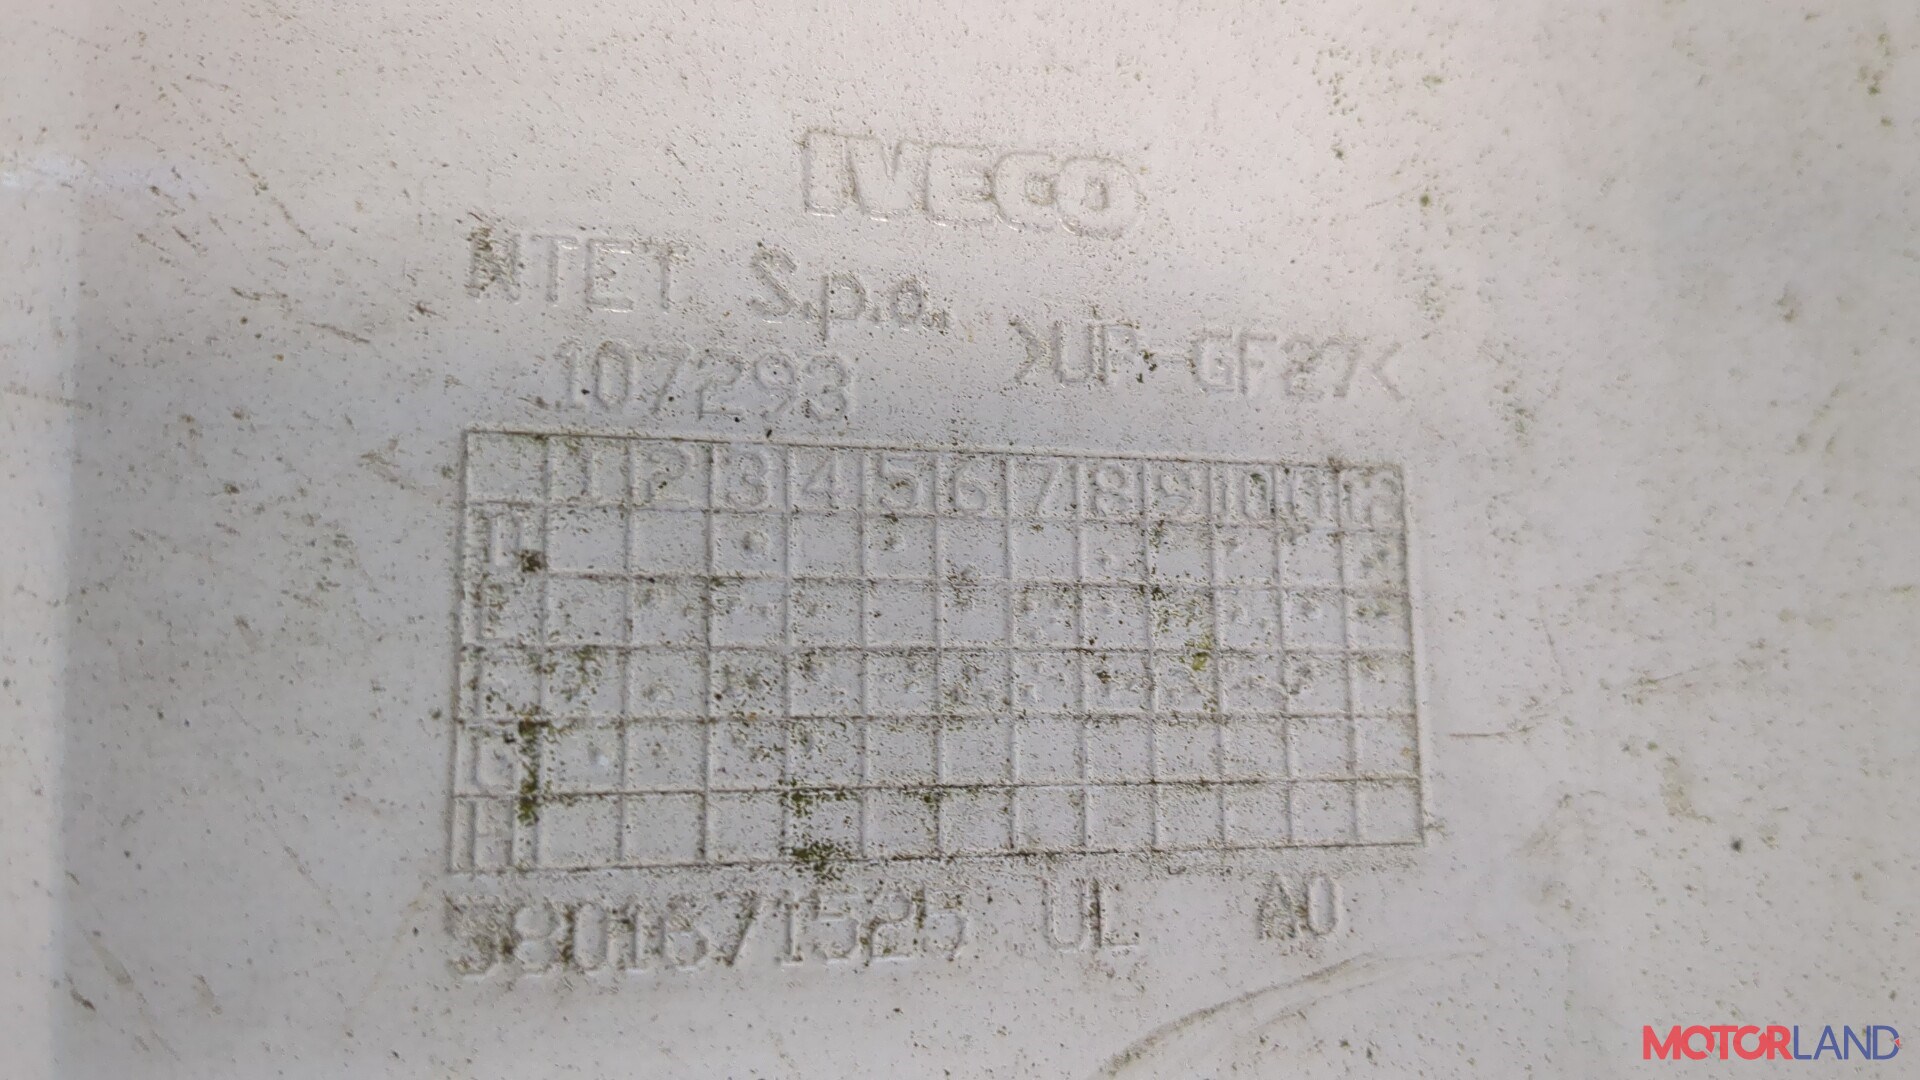 IVECO
MTET S.p.a.
107293 >UP-GF27<
1 2 3 4 5 6 7 8 9 10 11 12
D
E
F
G
H
5801671525 UL A0
MOTORLAND